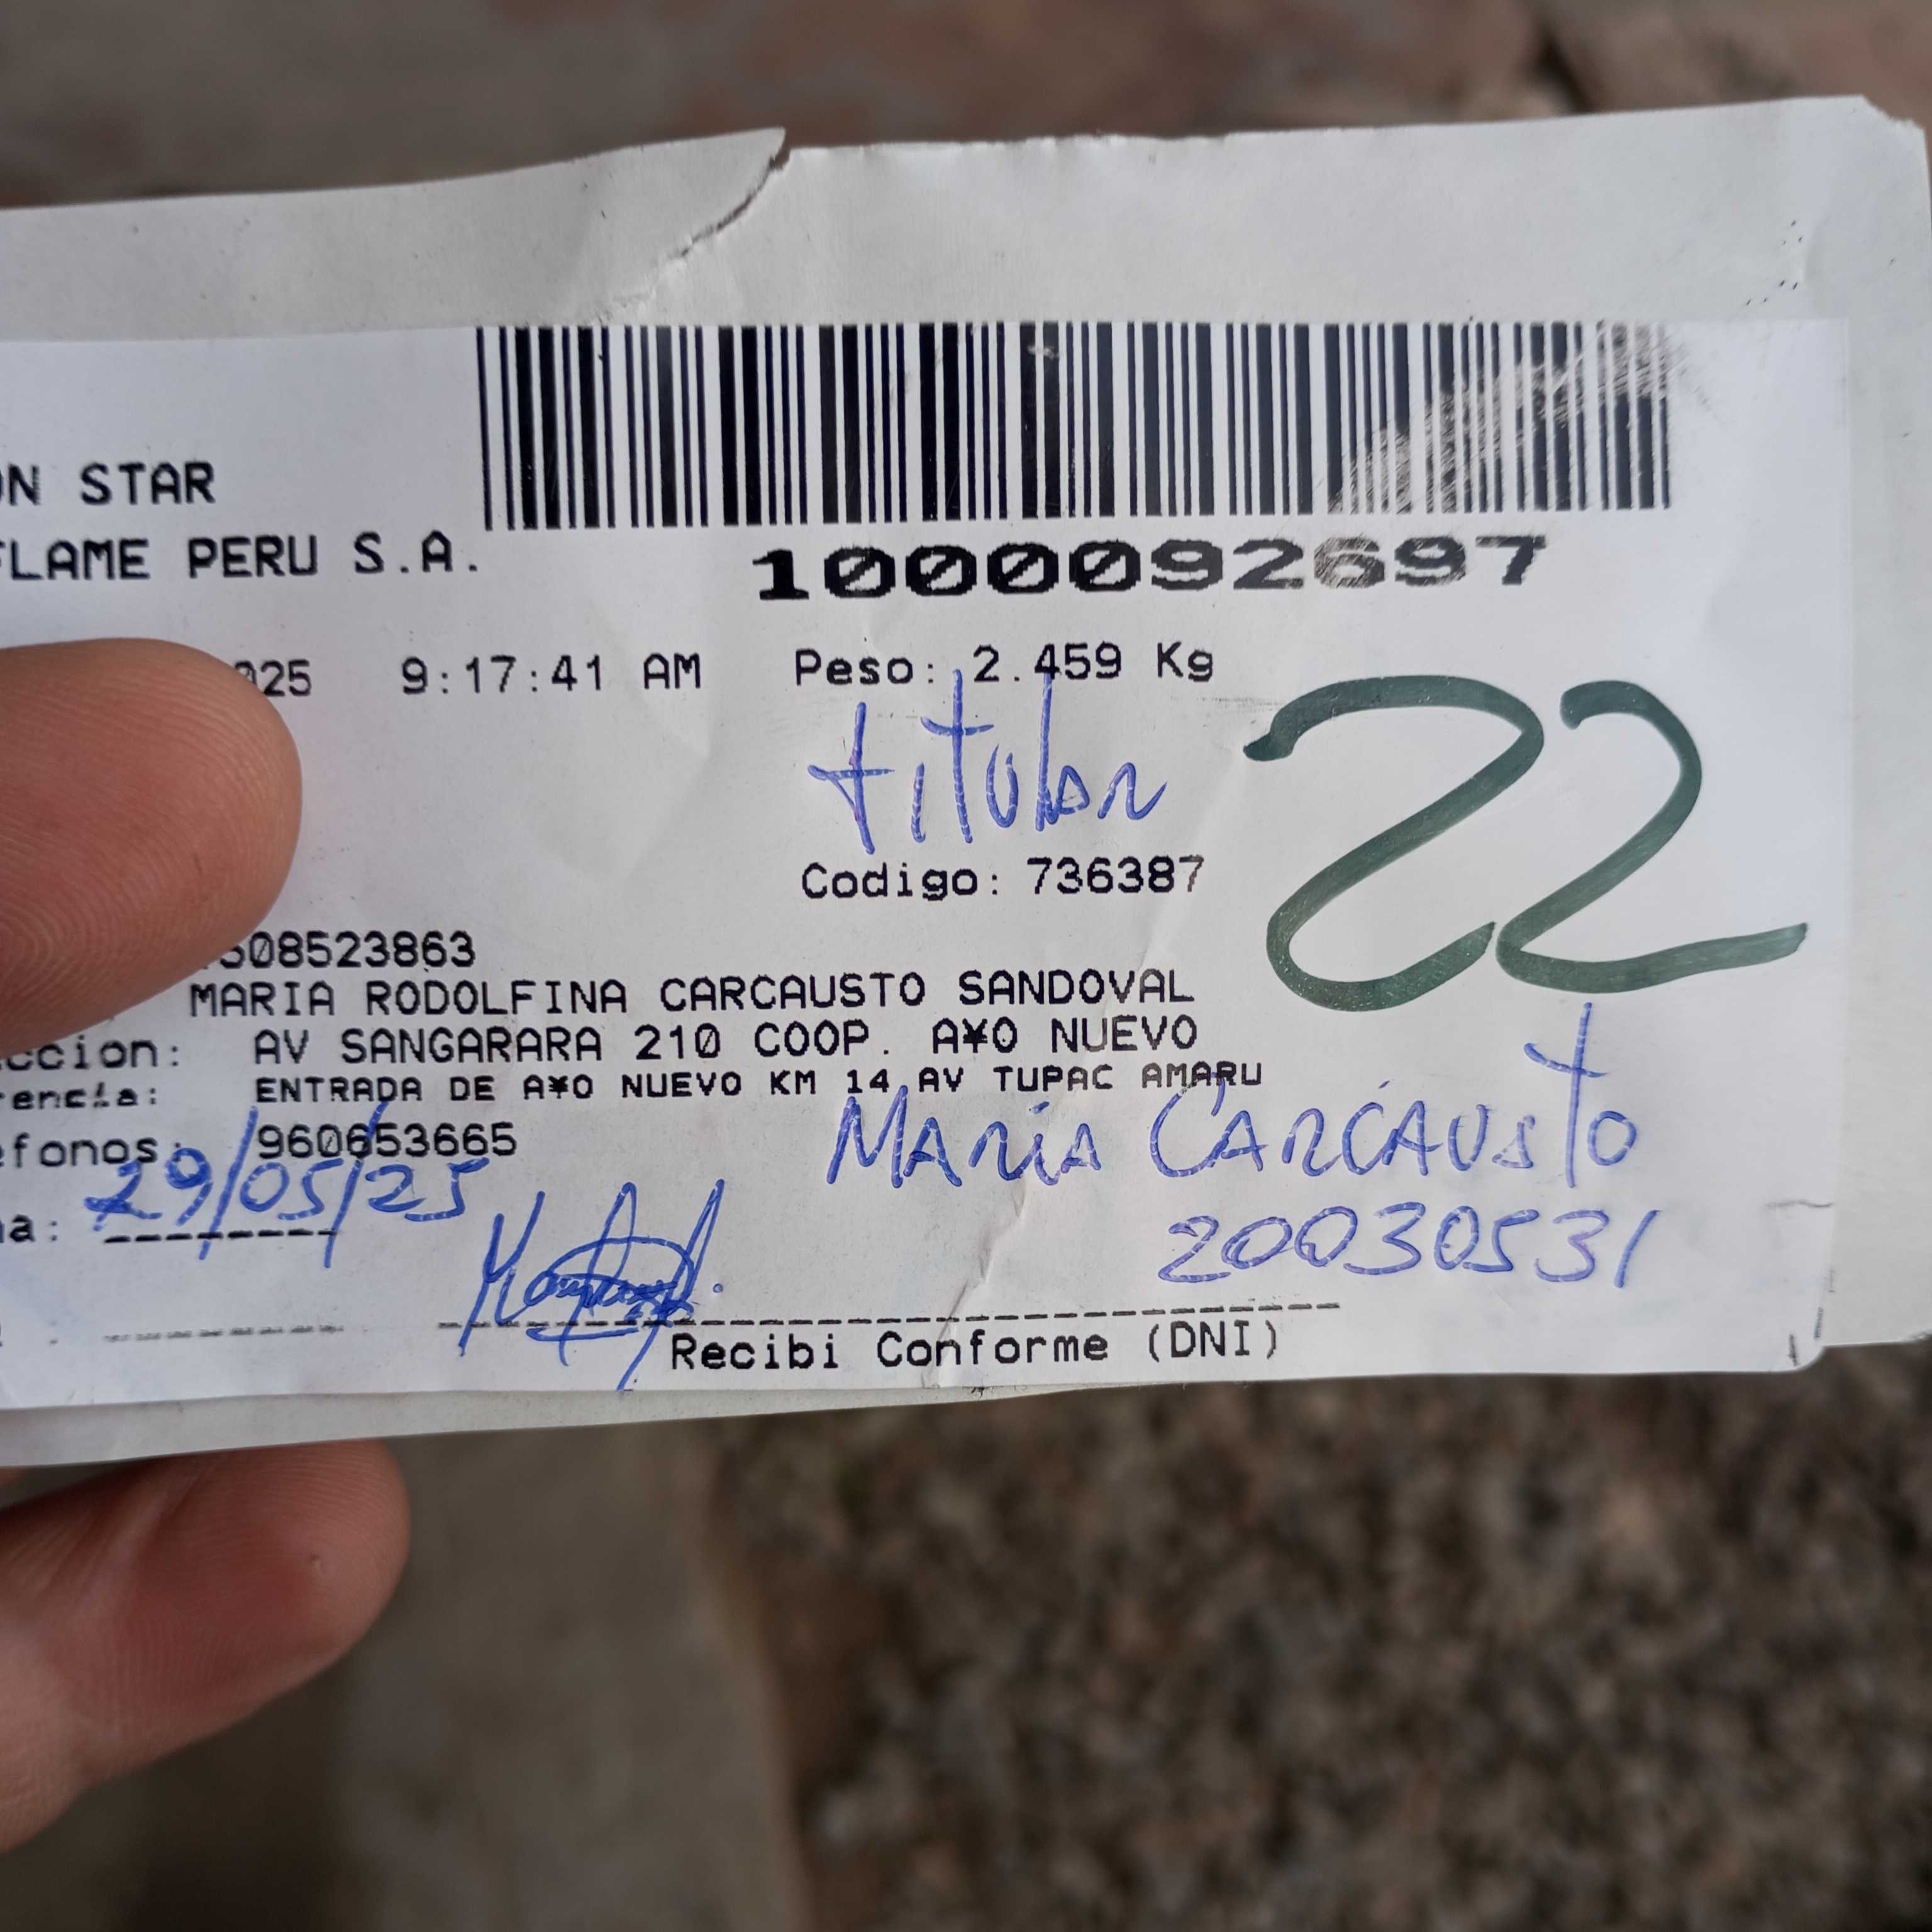 ON STAR
FLAME PERU S.A.
1000092697
025 9:17:41 AM Peso: 2.459 Kg
titular
22
Codigo: 736387
508523863
MARIA RODOLFINA CARCAUSTO SANDOVAL
ccion: AV SANGARARA 210 COOP. A¥O NUEVO
rencia: ENTRADA DE A¥O NUEVO KM 14 AV TUPAC AMARU
efonos: 960653665
Maria Carcausto
ha: 29/05/25
20030531
Recibi Conforme (DNI)